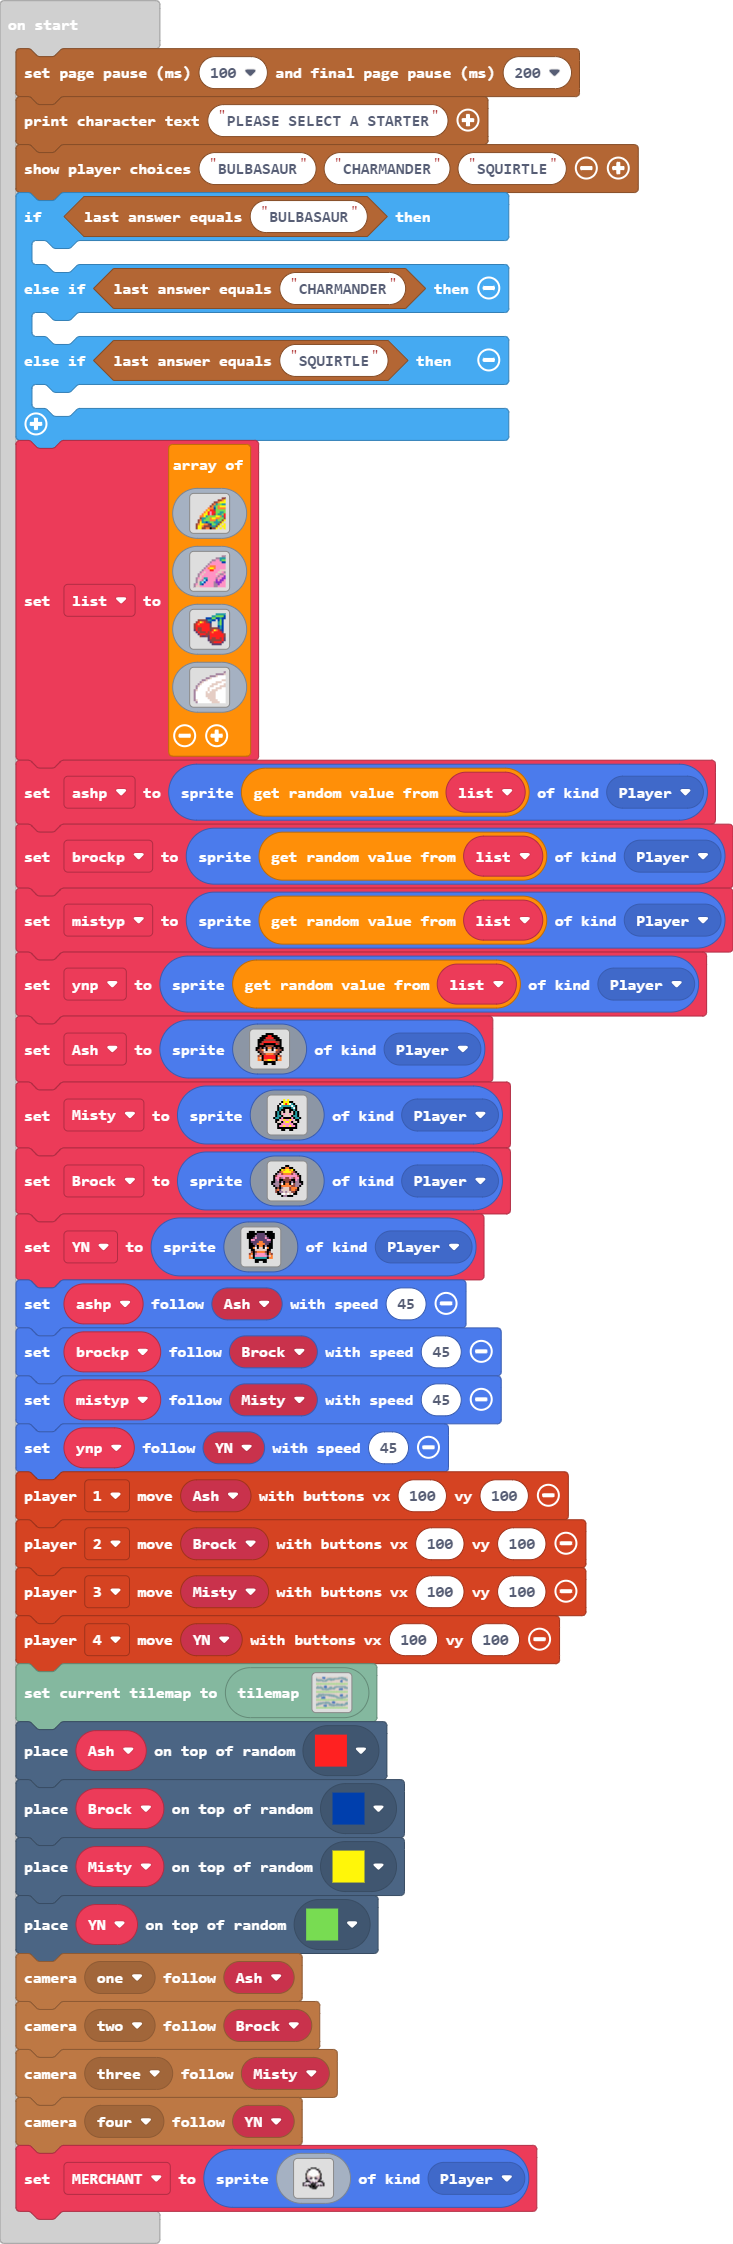 on start
set page pause (ms) 100 and final page pause (ms) 200
print character text "PLEASE SELECT A STARTER"
show player choices "BULBASAUR" "CHARMANDER" "SQUIRTLE"
if last answer equals "BULBASAUR" then
else if last answer equals "CHARMANDER" then
else if last answer equals "SQUIRTLE" then
array of
set list to
set ashp to sprite get random value from list of kind Player
set brockp to sprite get random value from list of kind Player
set mistyp to sprite get random value from list of kind Player
set ynp to sprite get random value from list of kind Player
set Ash to sprite of kind Player
set Misty to sprite of kind Player
set Brock to sprite of kind Player
set YN to sprite of kind Player
set ashp follow Ash with speed 45
set brockp follow Brock with speed 45
set mistyp follow Misty with speed 45
set ynp follow YN with speed 45
player 1 move Ash with buttons vx 100 vy 100
player 2 move Brock with buttons vx 100 vy 100
player 3 move Misty with buttons vx 100 vy 100
player 4 move YN with buttons vx 100 vy 100
set current tilemap to tilemap
place Ash on top of random
place Brock on top of random
place Misty on top of random
place YN on top of random
camera one follow Ash
camera two follow Brock
camera three follow Misty
camera four follow YN
set MERCHANT to sprite of kind Player